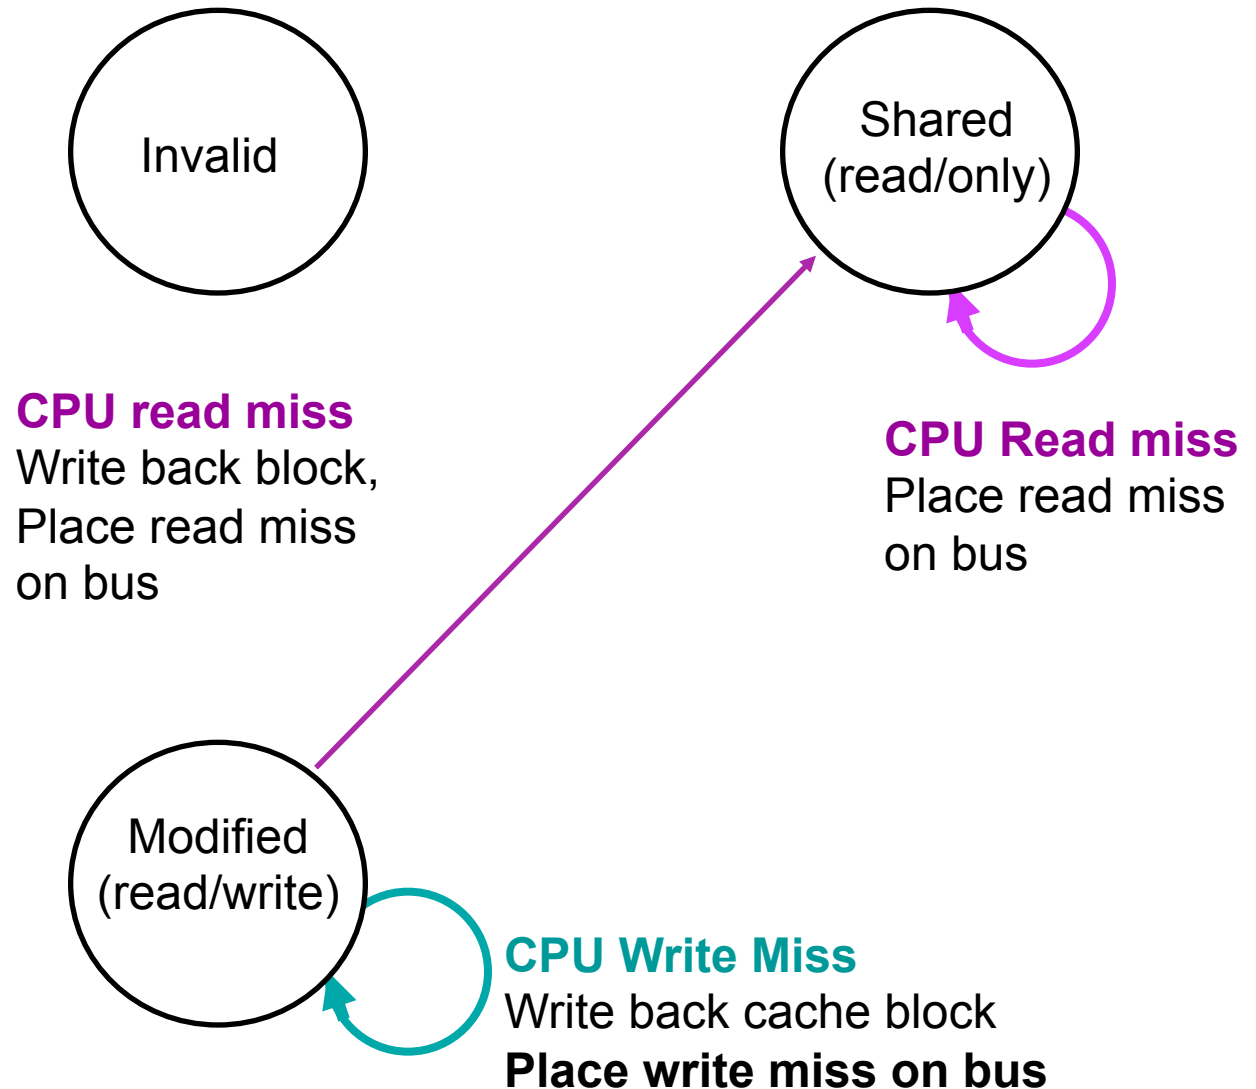 Invalid
Shared
(read/only)
CPU read miss
Write back block,
Place read miss
on bus
CPU Read miss
Place read miss
on bus
Modified
(read/write)
CPU Write Miss
Write back cache block
Place write miss on bus